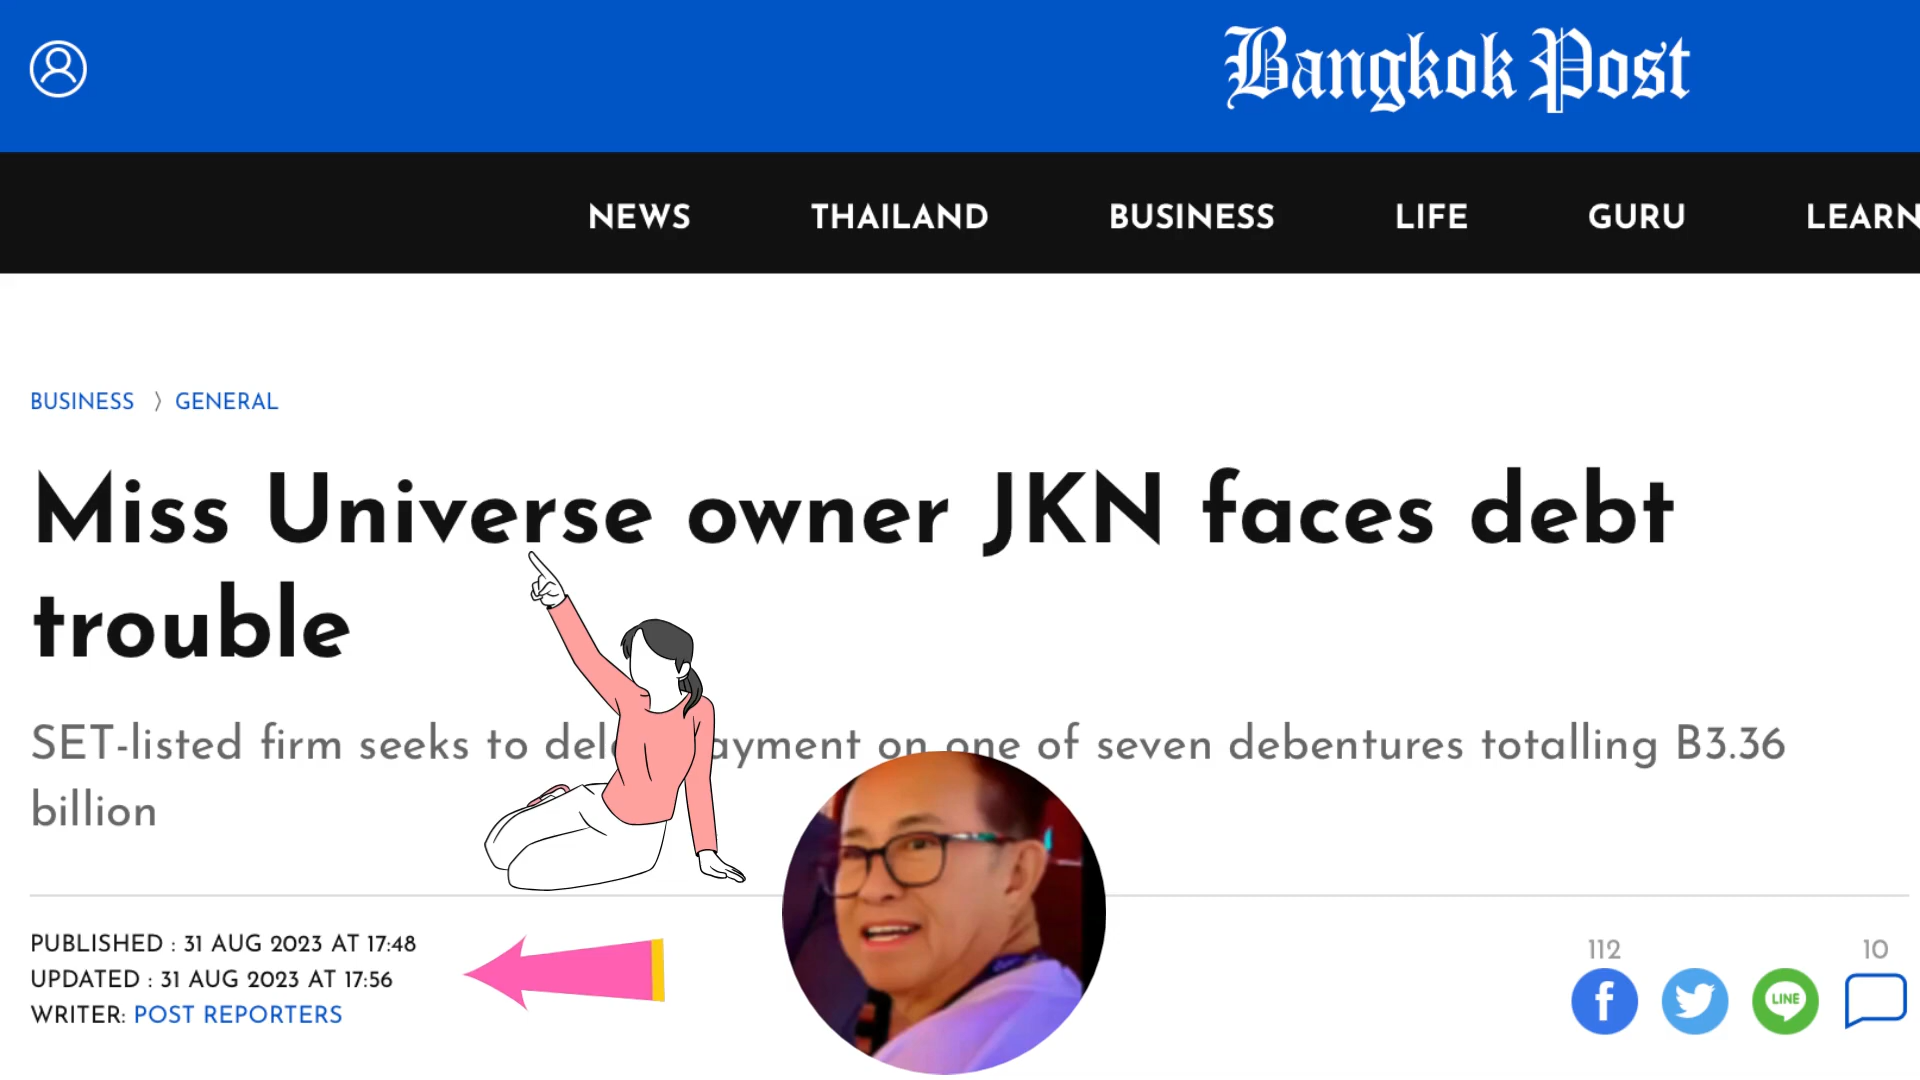 Bangkok Post
NEWS THAILAND BUSINESS LIFE GURU LEARN
BUSINESS > GENERAL
Miss Universe owner JKN faces debt
trouble
SET-listed firm seeks to ayment on one of seven debentures totalling B3.36
billion
PUBLISHED : 31 AUG 2023 AT 17:48
UPDATED : 31 AUG 2023 AT 17:56
WRITER: POST REPORTERS
112 10
f LINE